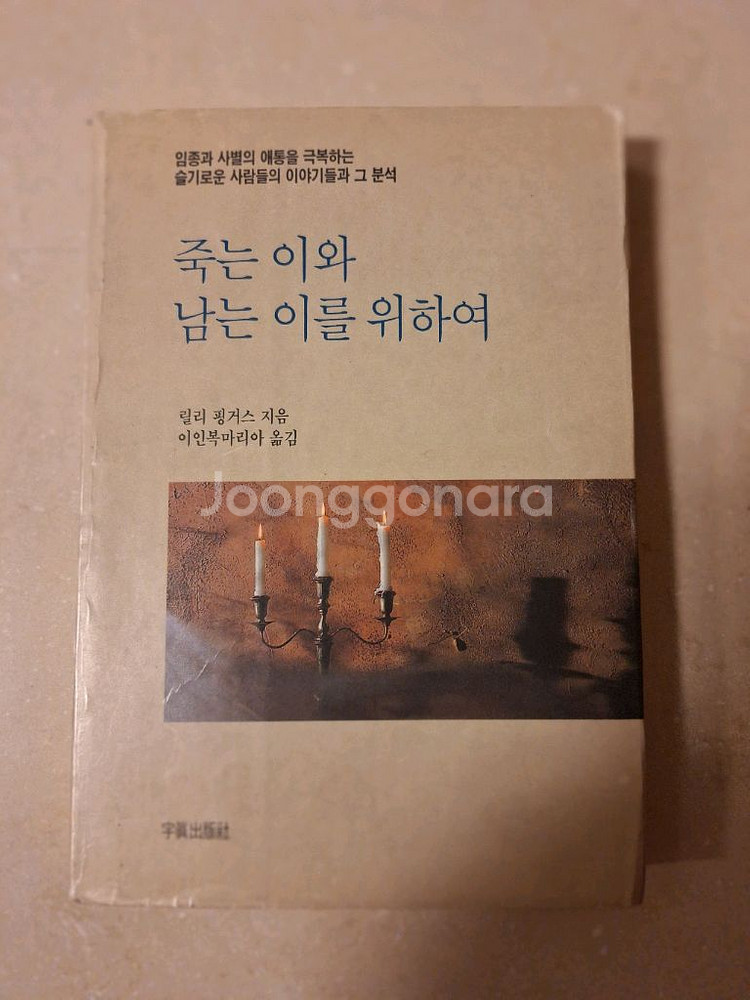 임종과 사별의 애통을 극복하는
슬기로운 사람들의 이야기들과 그 분석
죽는 이와
남는 이를 위하여
릴리 핑거스 지음
이인복마리아 옮김
Joonggonara
宇眞出版社